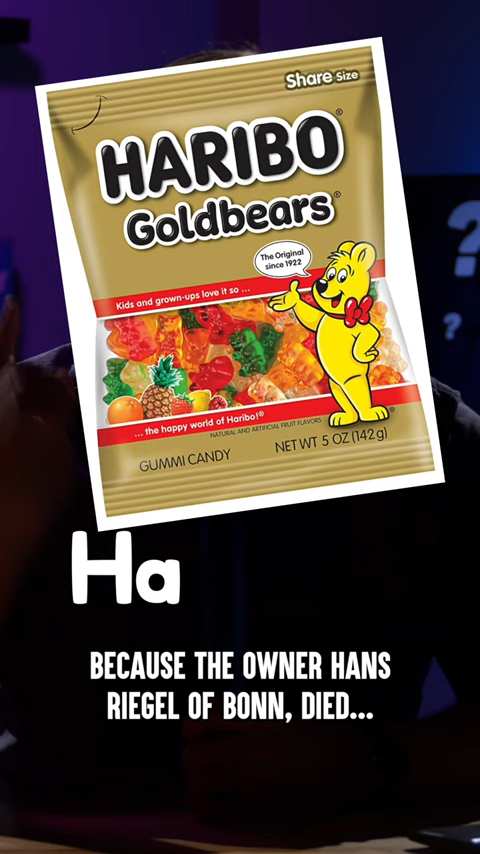 Share Size
HARIBO®
Goldbears®
The Original
since 1922
Kids and grown-ups love it so ...
... the happy world of Haribo!®
NATURAL AND ARTIFICIAL FRUIT FLAVORS
GUMMI CANDY
NET WT 5 OZ (142g)
?
?
Ha
BECAUSE THE OWNER HANS
RIEGEL OF BONN, DIED...